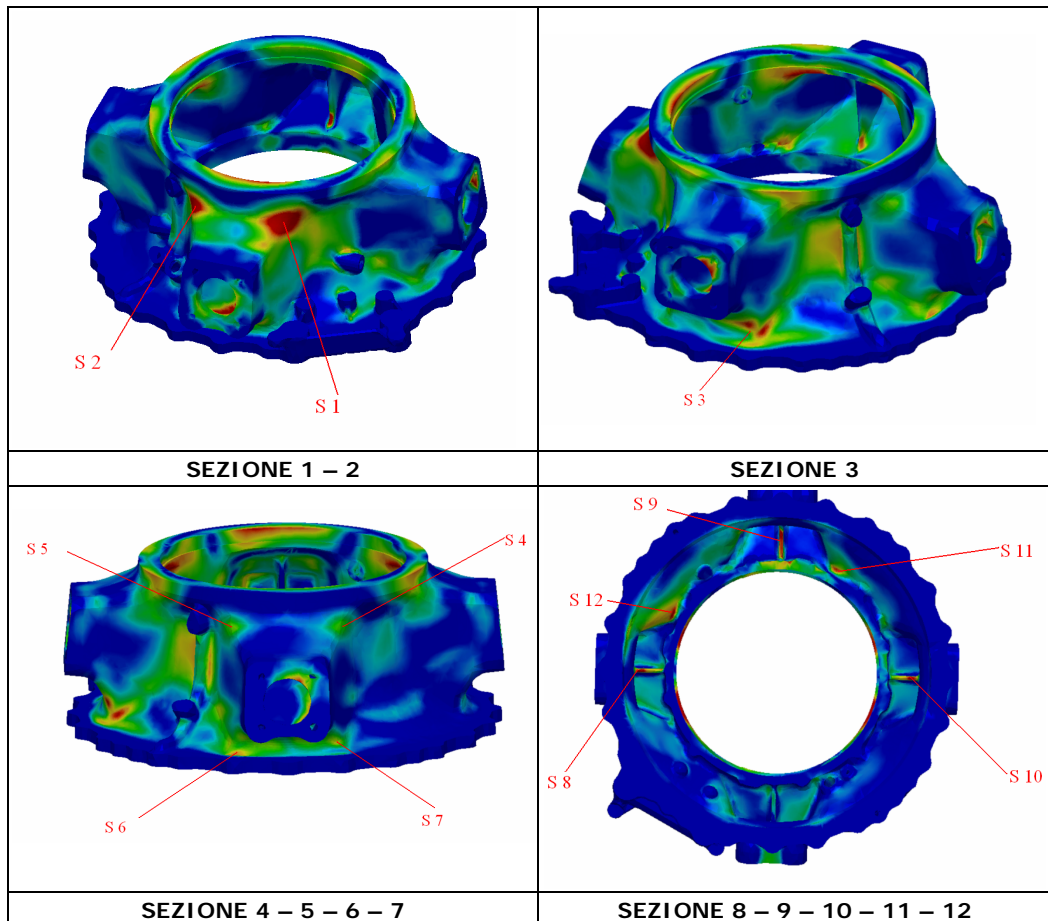 S 2
S 1
S 3
SEZIONE 1 – 2
SEZIONE 3
S 5
S 4
S 6
S 7
S 9
S 11
S 12
S 8
S 10
SEZIONE 4 – 5 – 6 – 7
SEZIONE 8 – 9 – 10 – 11 – 12